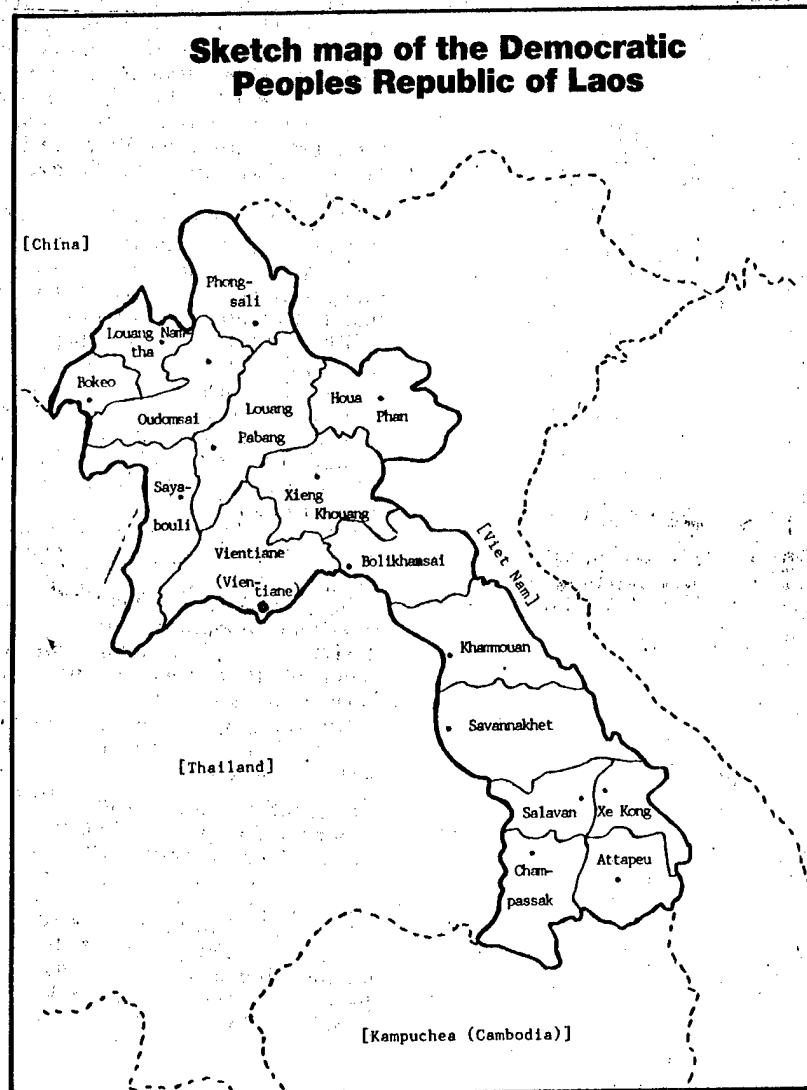 Sketch map of the Democratic
Peoples Republic of Laos
[China]
Phong-
sali
Louang Nam-
tha
Bokeo
Houa
Phan
Louang
Pabang
Oudomsai
Saya-
bouli
Xieng
Khouang
[Viet Nam]
Vientiane
(Vien-
tiane)
Bolikhamsai
Khammouan
Savannakhet
[Thailand]
Salavan
Xe Kong
Attapeu
Cham-
passak
[Kampuchea (Cambodia)]